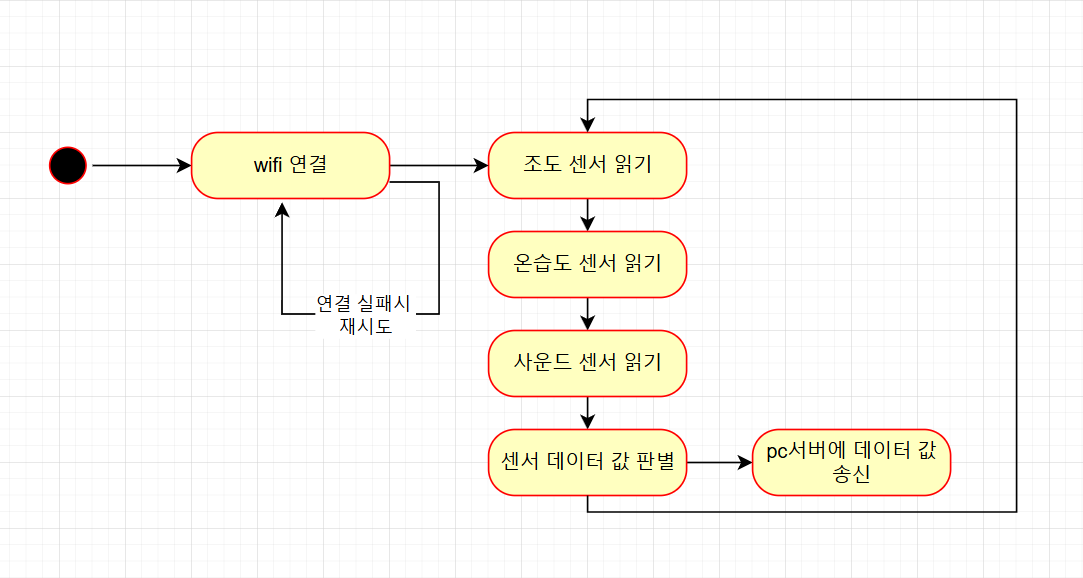 wifi 연결
조도 센서 읽기
온습도 센서 읽기
연결 실패시
재시도
사운드 센서 읽기
센서 데이터 값 판별
pc서버에 데이터 값
송신